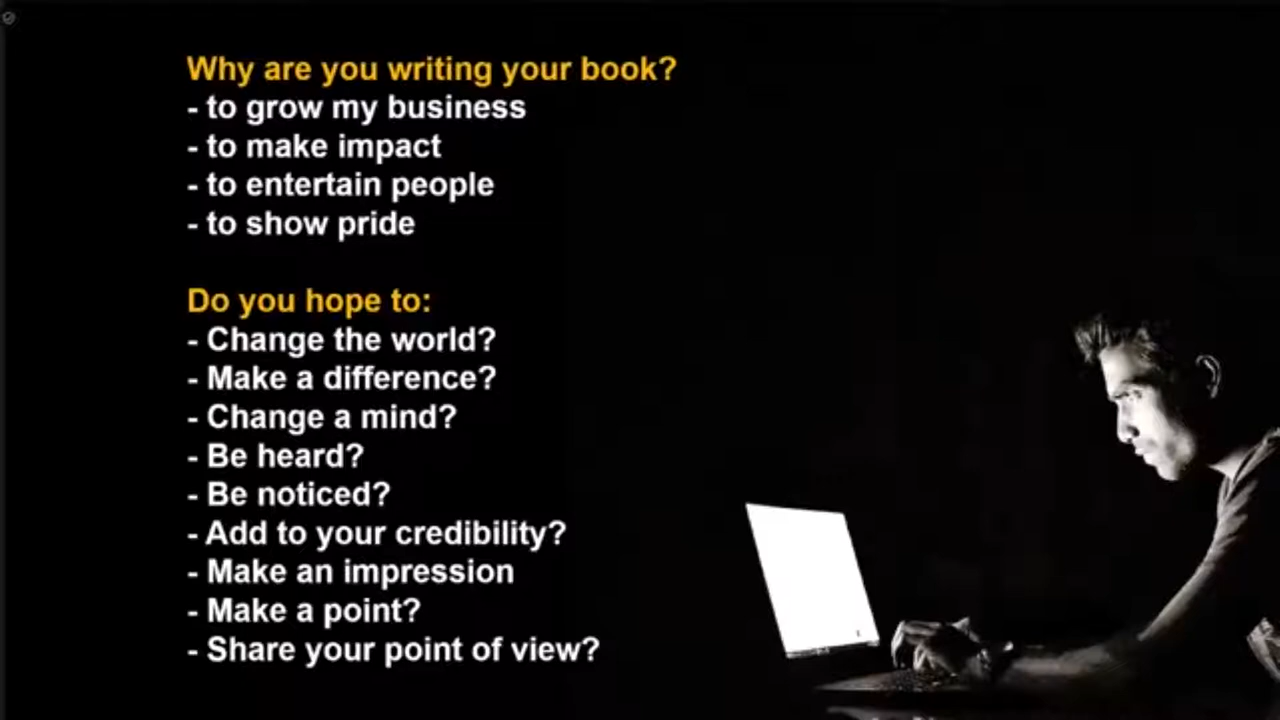 Why are you writing your book?
- to grow my business
- to make impact
- to entertain people
- to show pride
Do you hope to:
- Change the world?
- Make a difference?
- Change a mind?
- Be heard?
- Be noticed?
- Add to your credibility?
- Make an impression
- Make a point?
- Share your point of view?